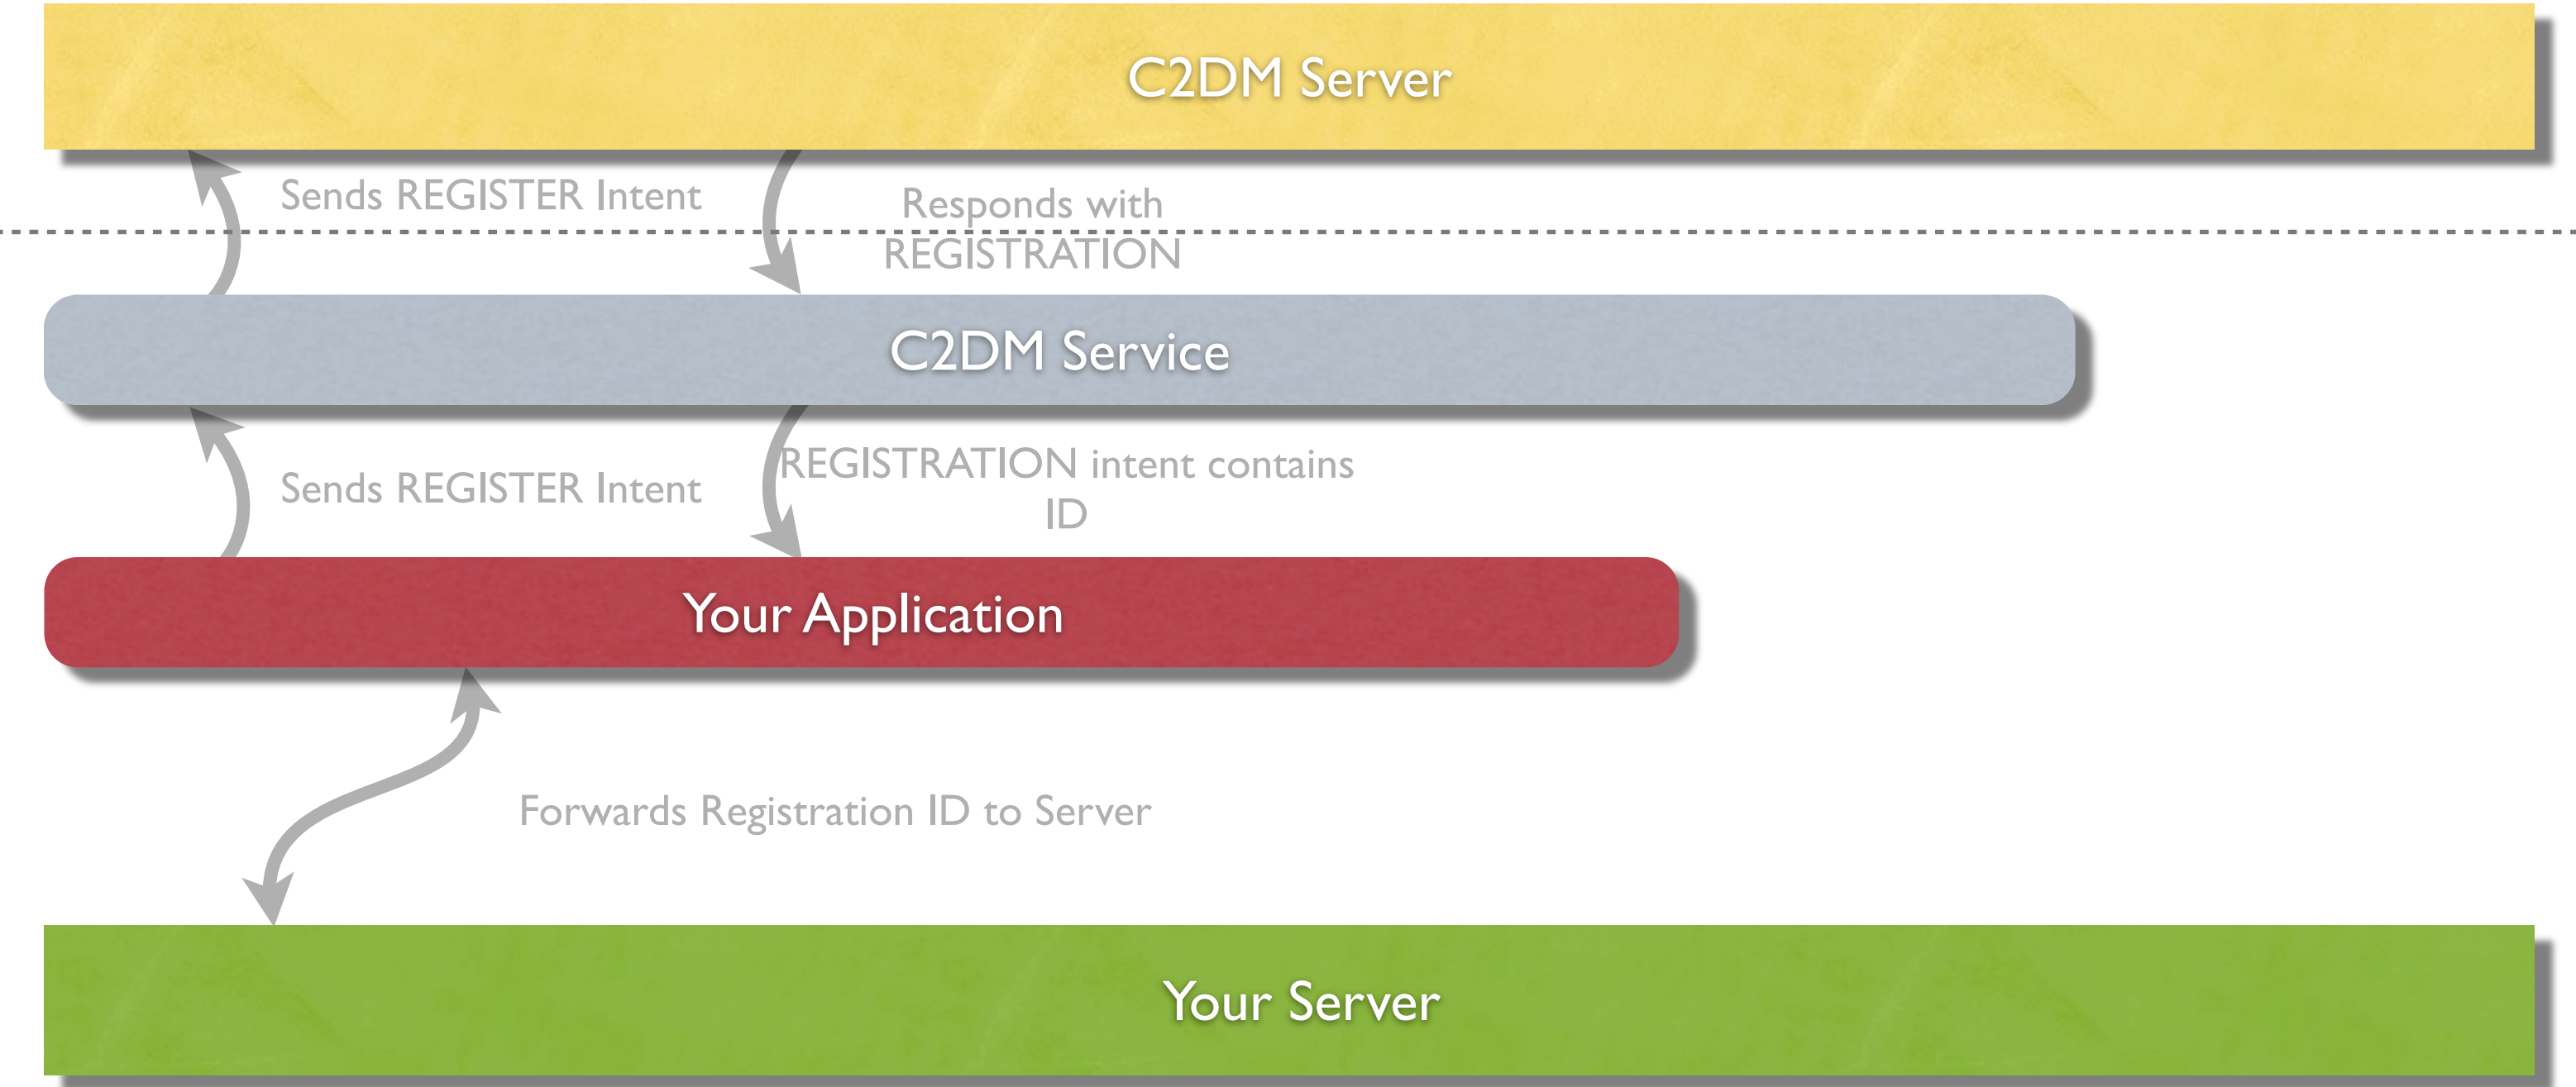 C2DM Server
Sends REGISTER Intent
Responds with
REGISTRATION
C2DM Service
Sends REGISTER Intent
REGISTRATION intent contains
ID
Your Application
Forwards Registration ID to Server
Your Server